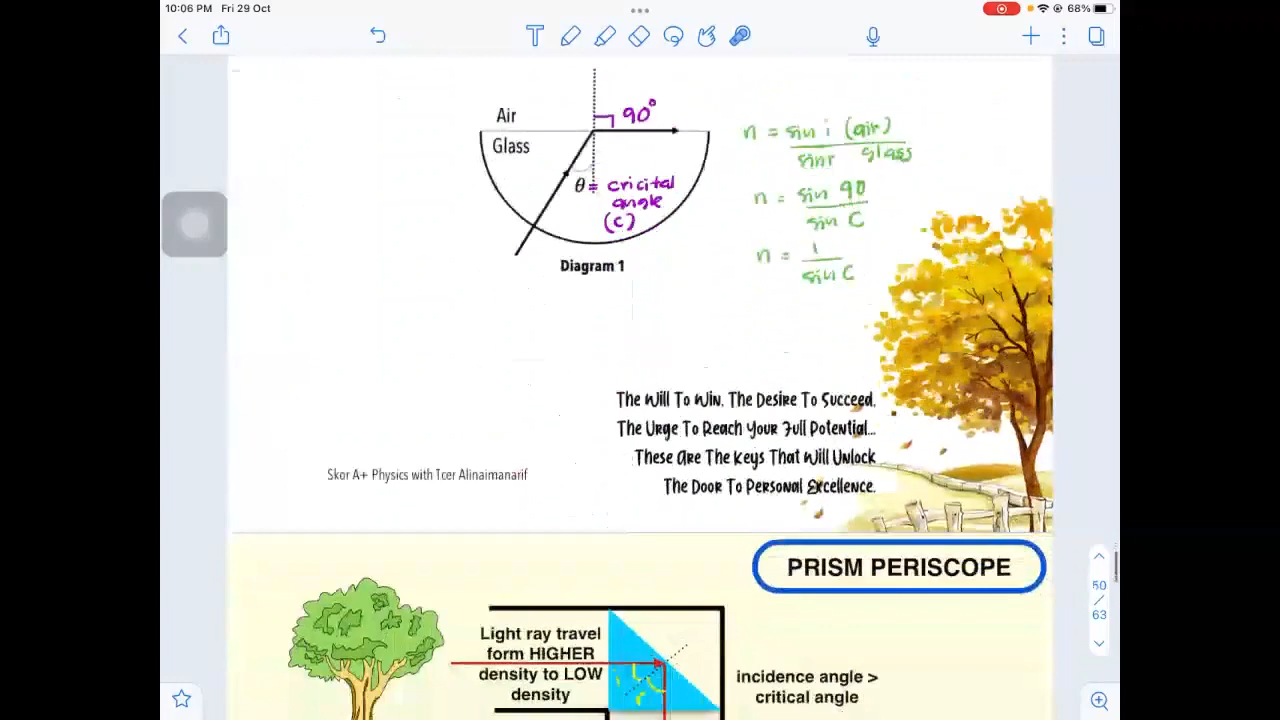 10:06 PM Fri 29 Oct
68%
Air
90°
Glass
θ = cricital
angle
(C)
Diagram 1
n = sin i (air)
sin r glass
n = sin 90
sin C
n = 1
sin C
The Will To Win, The Desire To Succeed,
The Urge To Reach Your Full Potential...
These Are The Keys That Will Unlock
The Door To Personal Excellence.
Skor A+ Physics with Tcer Alinaimanarif
PRISM PERISCOPE
Light ray travel
form HIGHER
density to LOW
density
incidence angle >
critical angle
50
/
63